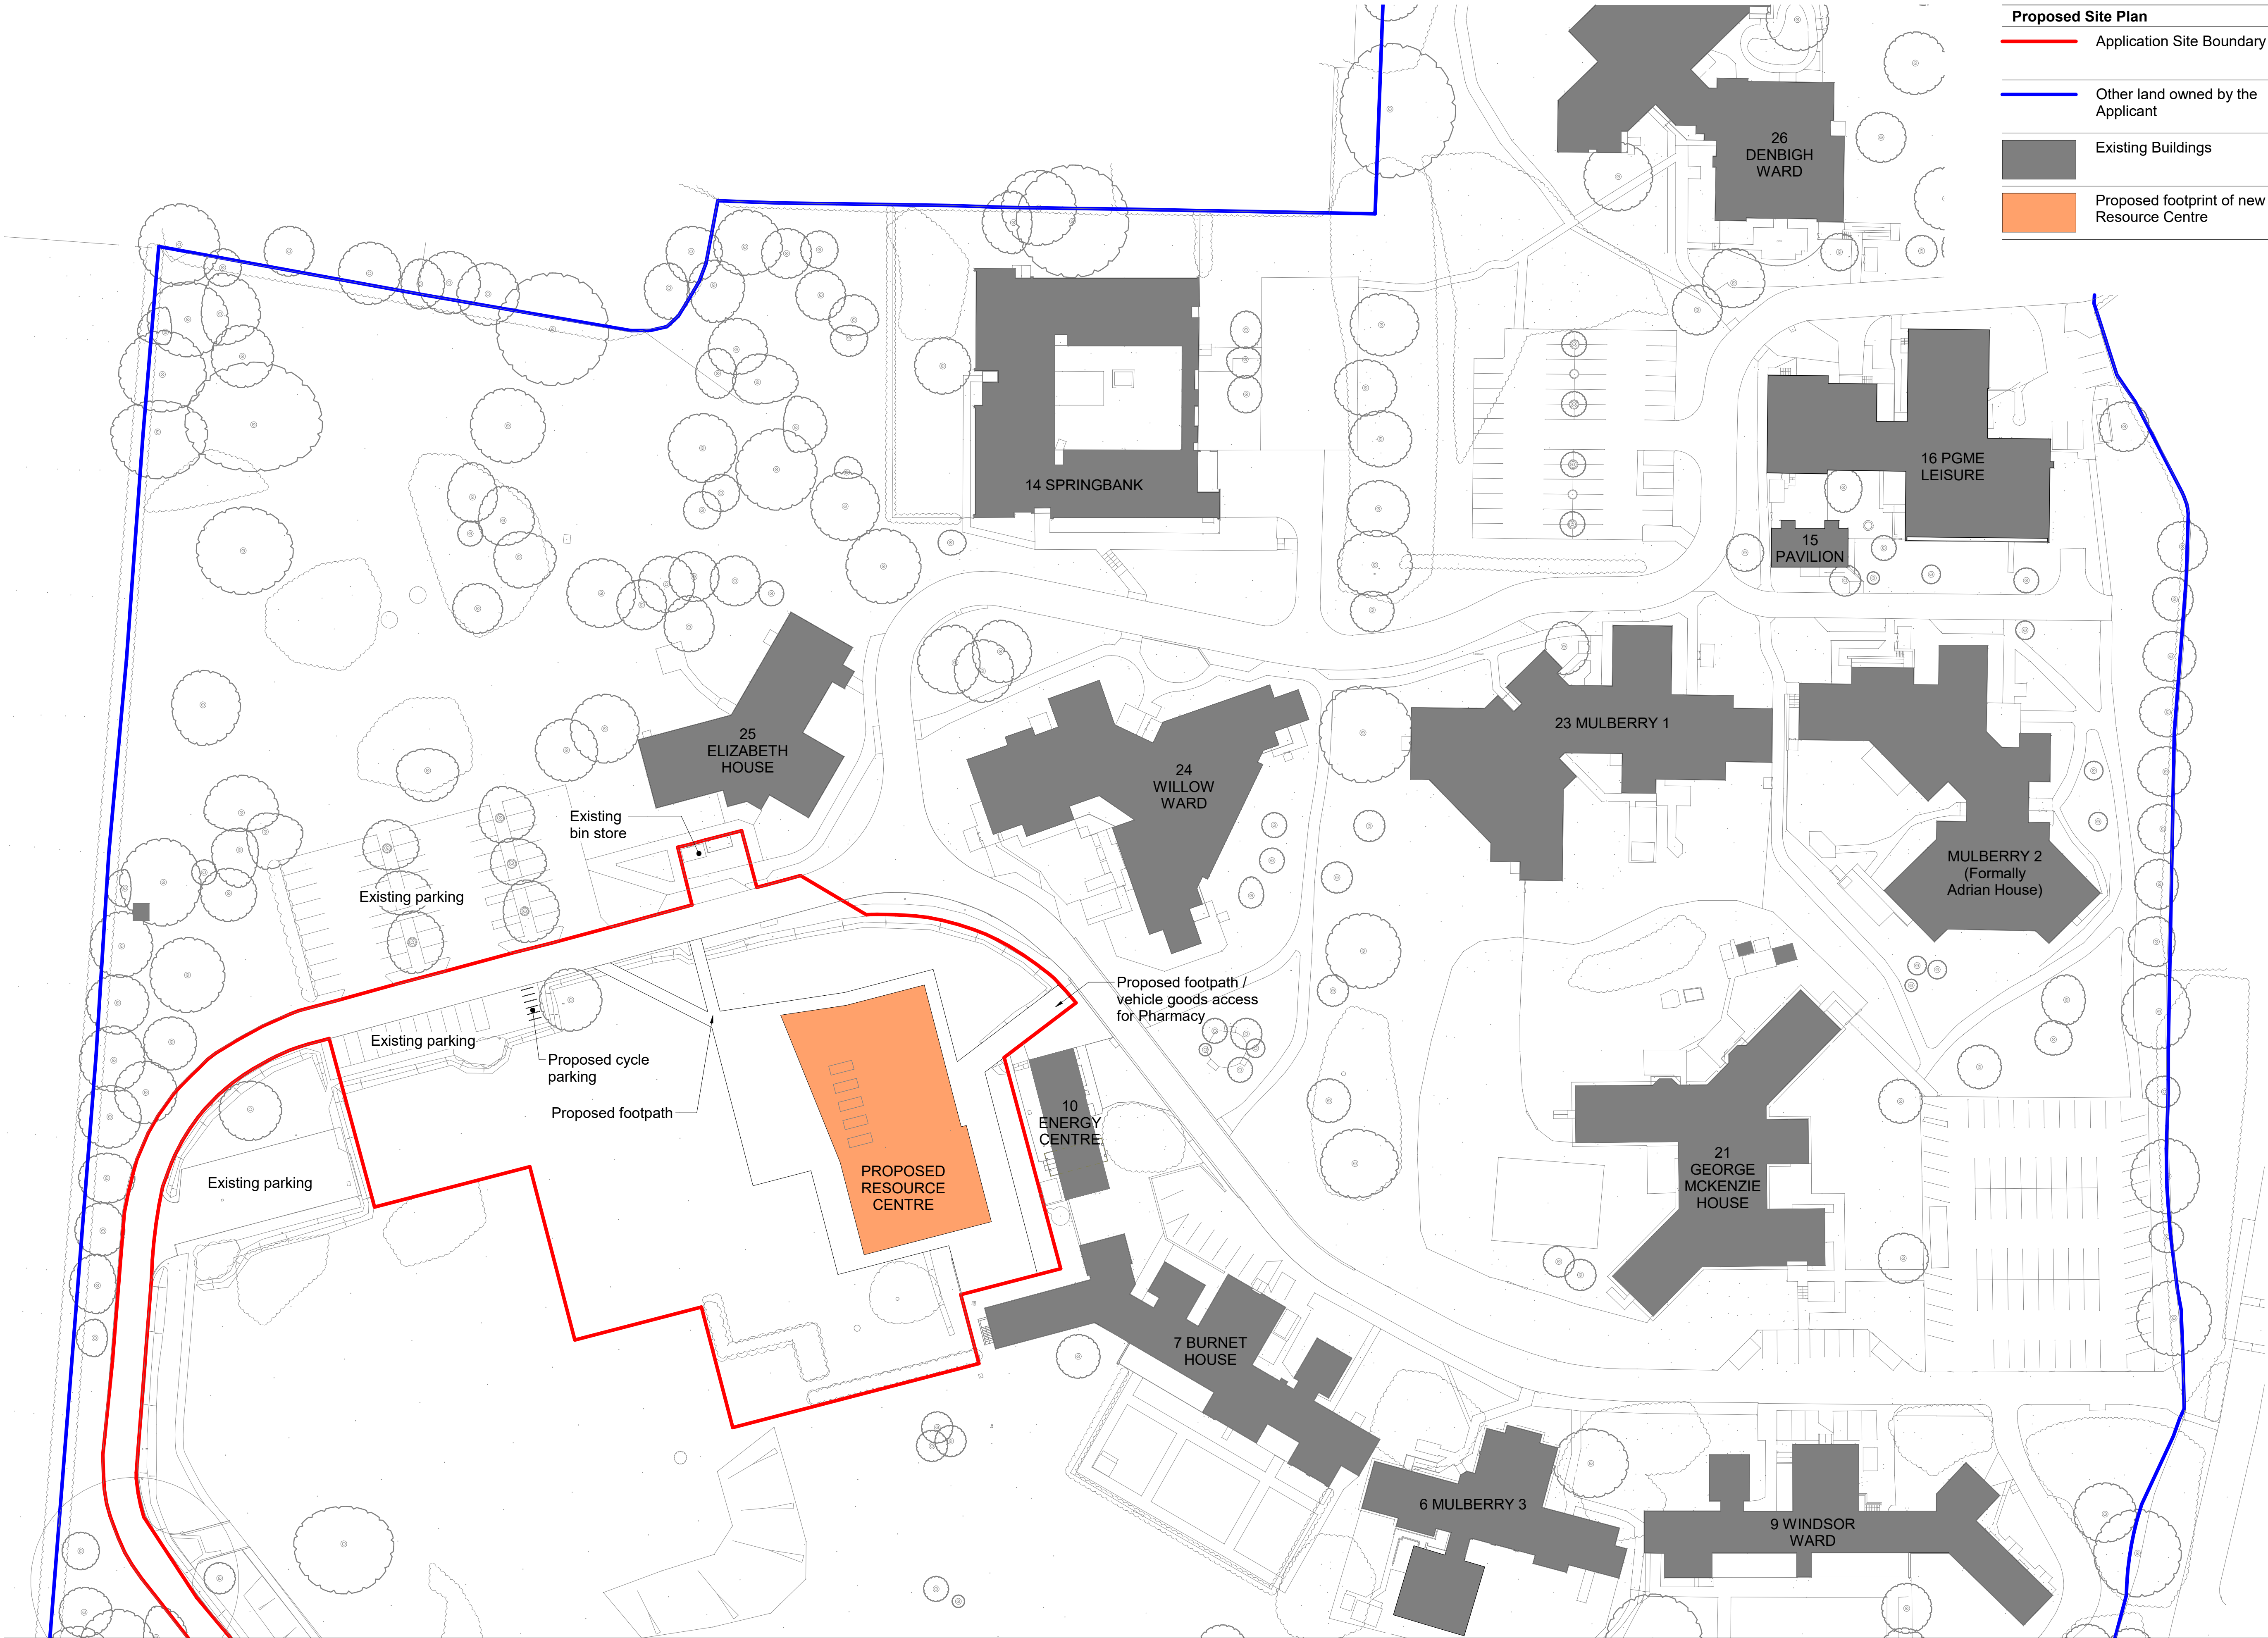 Proposed Site Plan
Application Site Boundary
Other land owned by the
Applicant
Existing Buildings
Proposed footprint of new
Resource Centre
26
DENBIGH
WARD
14 SPRINGBANK
16 PGME
LEISURE
15
PAVILION
25
ELIZABETH
HOUSE
24
WILLOW
WARD
23 MULBERRY 1
MULBERRY 2
(Formally
Adrian House)
Existing
bin store
Existing parking
Proposed footpath /
vehicle goods access
for Pharmacy
Existing parking
Proposed cycle
parking
Proposed footpath
10
ENERGY
CENTRE
Existing parking
PROPOSED
RESOURCE
CENTRE
21
GEORGE
MCKENZIE
HOUSE
7 BURNET
HOUSE
6 MULBERRY 3
9 WINDSOR
WARD